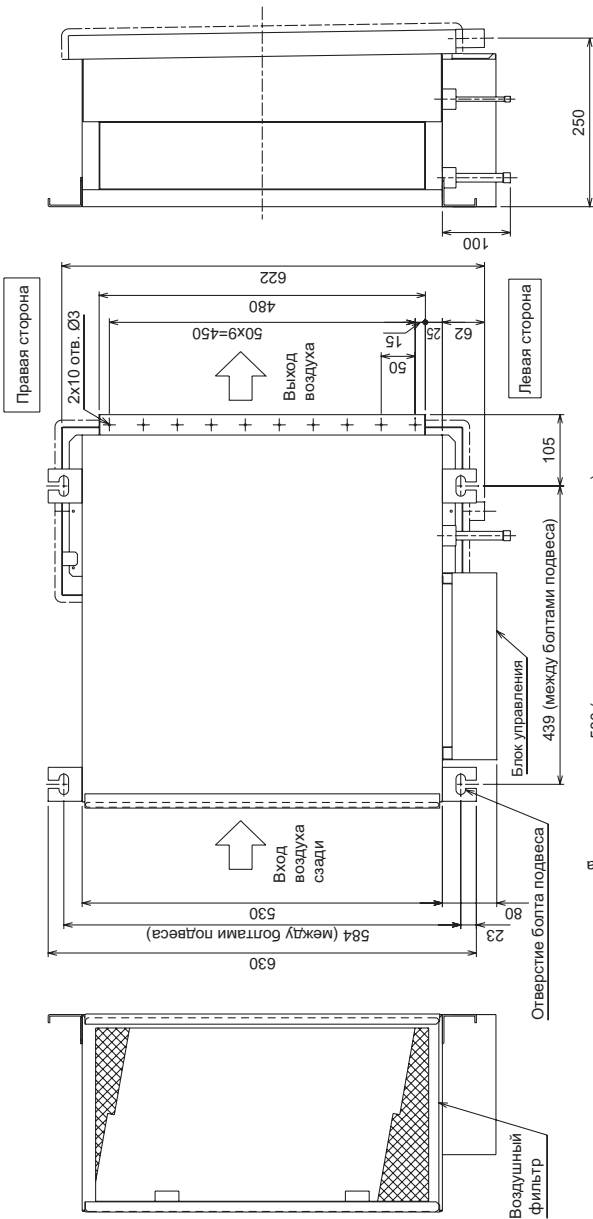 250
100
Правая сторона
622
480
50x9=450
2x10 отв. Ø3
15
25
62
50
Выход
воздуха
Левая сторона
105
439 (между болтами подвеса)
Блок управления
Вход
воздуха
сзади
530
584 (между болтами подвеса)
630
80
23
Отверстие болта подвеса
Воздушный
фильтр